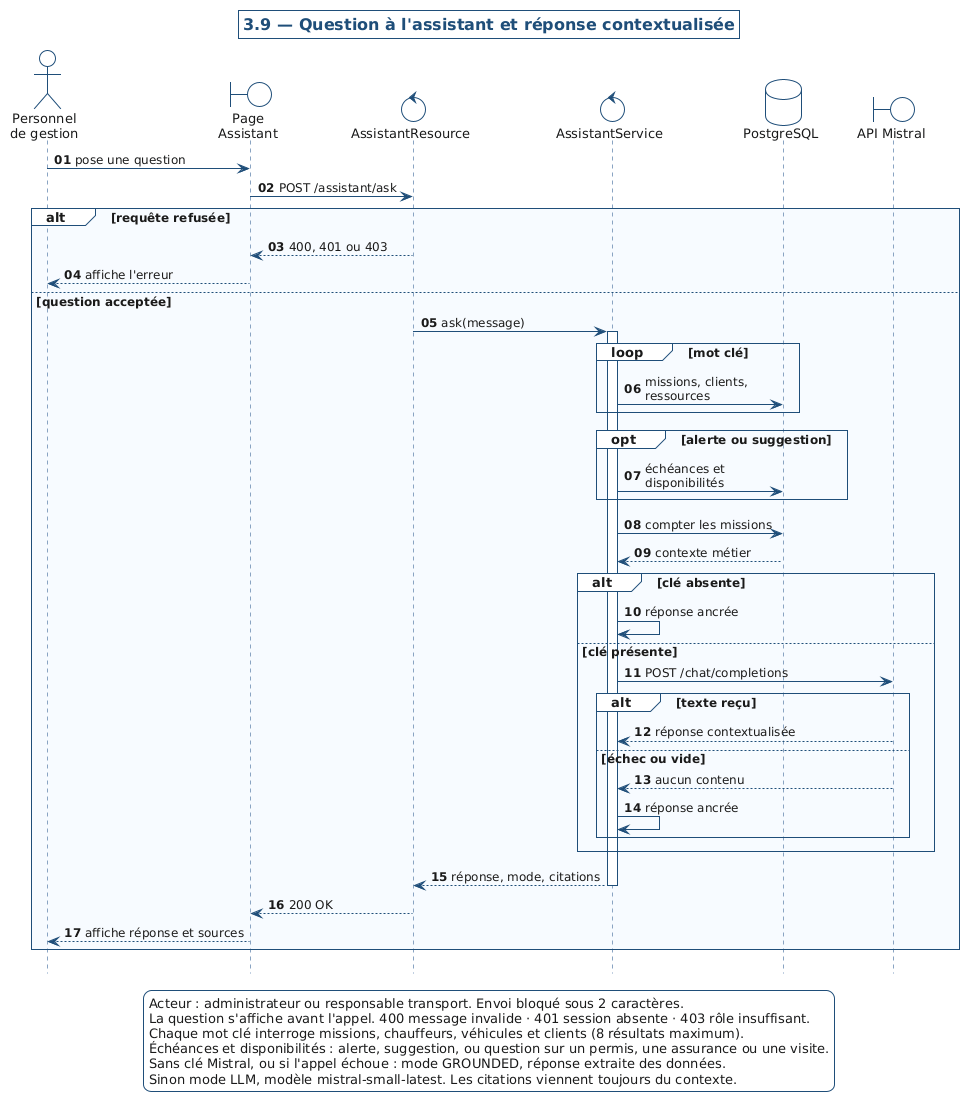 3.9 — Question à l'assistant et réponse contextualisée
Personnel
de gestion
Page
Assistant
AssistantResource
AssistantService
PostgreSQL
API Mistral
01 pose une question
02 POST /assistant/ask
alt [requête refusée]
03 400, 401 ou 403
04 affiche l'erreur
[question acceptée]
05 ask(message)
loop [mot clé]
06 missions, clients,
ressources
opt [alerte ou suggestion]
07 échéances et
disponibilités
08 compter les missions
09 contexte métier
alt [clé absente]
10 réponse ancrée
[clé présente]
11 POST /chat/completions
alt [texte reçu]
12 réponse contextualisée
[échec ou vide]
13 aucun contenu
14 réponse ancrée
15 réponse, mode, citations
16 200 OK
17 affiche réponse et sources
Acteur : administrateur ou responsable transport. Envoi bloqué sous 2 caractères.
La question s'affiche avant l'appel. 400 message invalide · 401 session absente · 403 rôle insuffisant.
Chaque mot clé interroge missions, chauffeurs, véhicules et clients (8 résultats maximum).
Échéances et disponibilités : alerte, suggestion, ou question sur un permis, une assurance ou une visite.
Sans clé Mistral, ou si l'appel échoue : mode GROUNDED, réponse extraite des données.
Sinon mode LLM, modèle mistral-small-latest. Les citations viennent toujours du contexte.